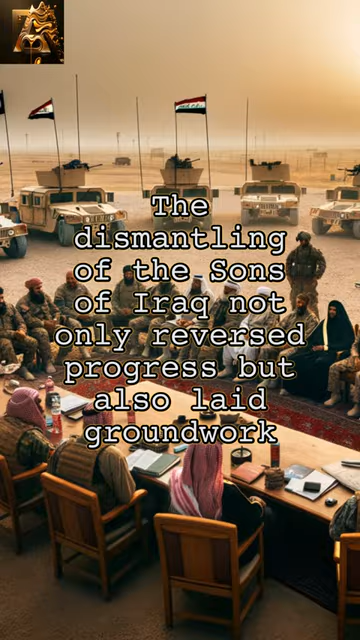 The
dismantling
of the Sons
of Iraq not
only reversed
progress but
also laid
groundwork